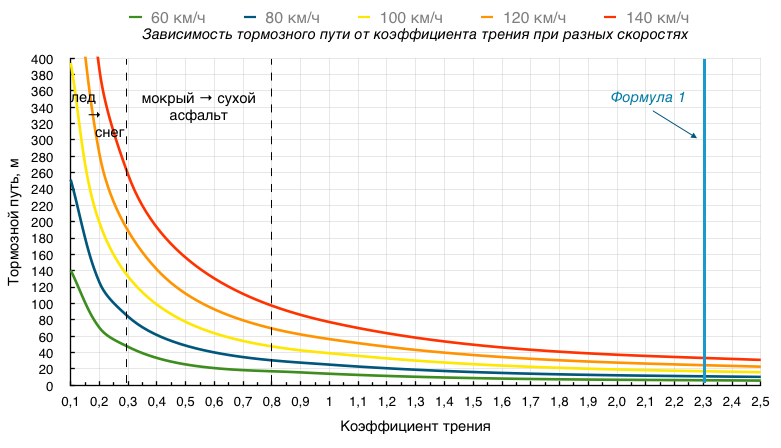 60 км/ч 80 км/ч 100 км/ч 120 км/ч 140 км/ч
Зависимость тормозного пути от коэффициента трения при разных скоростях
Тормозной путь, м
400
380
360
340
320
300
280
260
240
220
200
180
160
140
120
100
80
60
40
20
0
лед
→
снег
мокрый → сухой
асфальт
Формула 1
0,1 0,2 0,3 0,4 0,5 0,6 0,7 0,8 0,9 1 1,1 1,2 1,3 1,4 1,5 1,6 1,7 1,8 1,9 2,0 2,1 2,2 2,3 2,4 2,5
Коэффициент трения